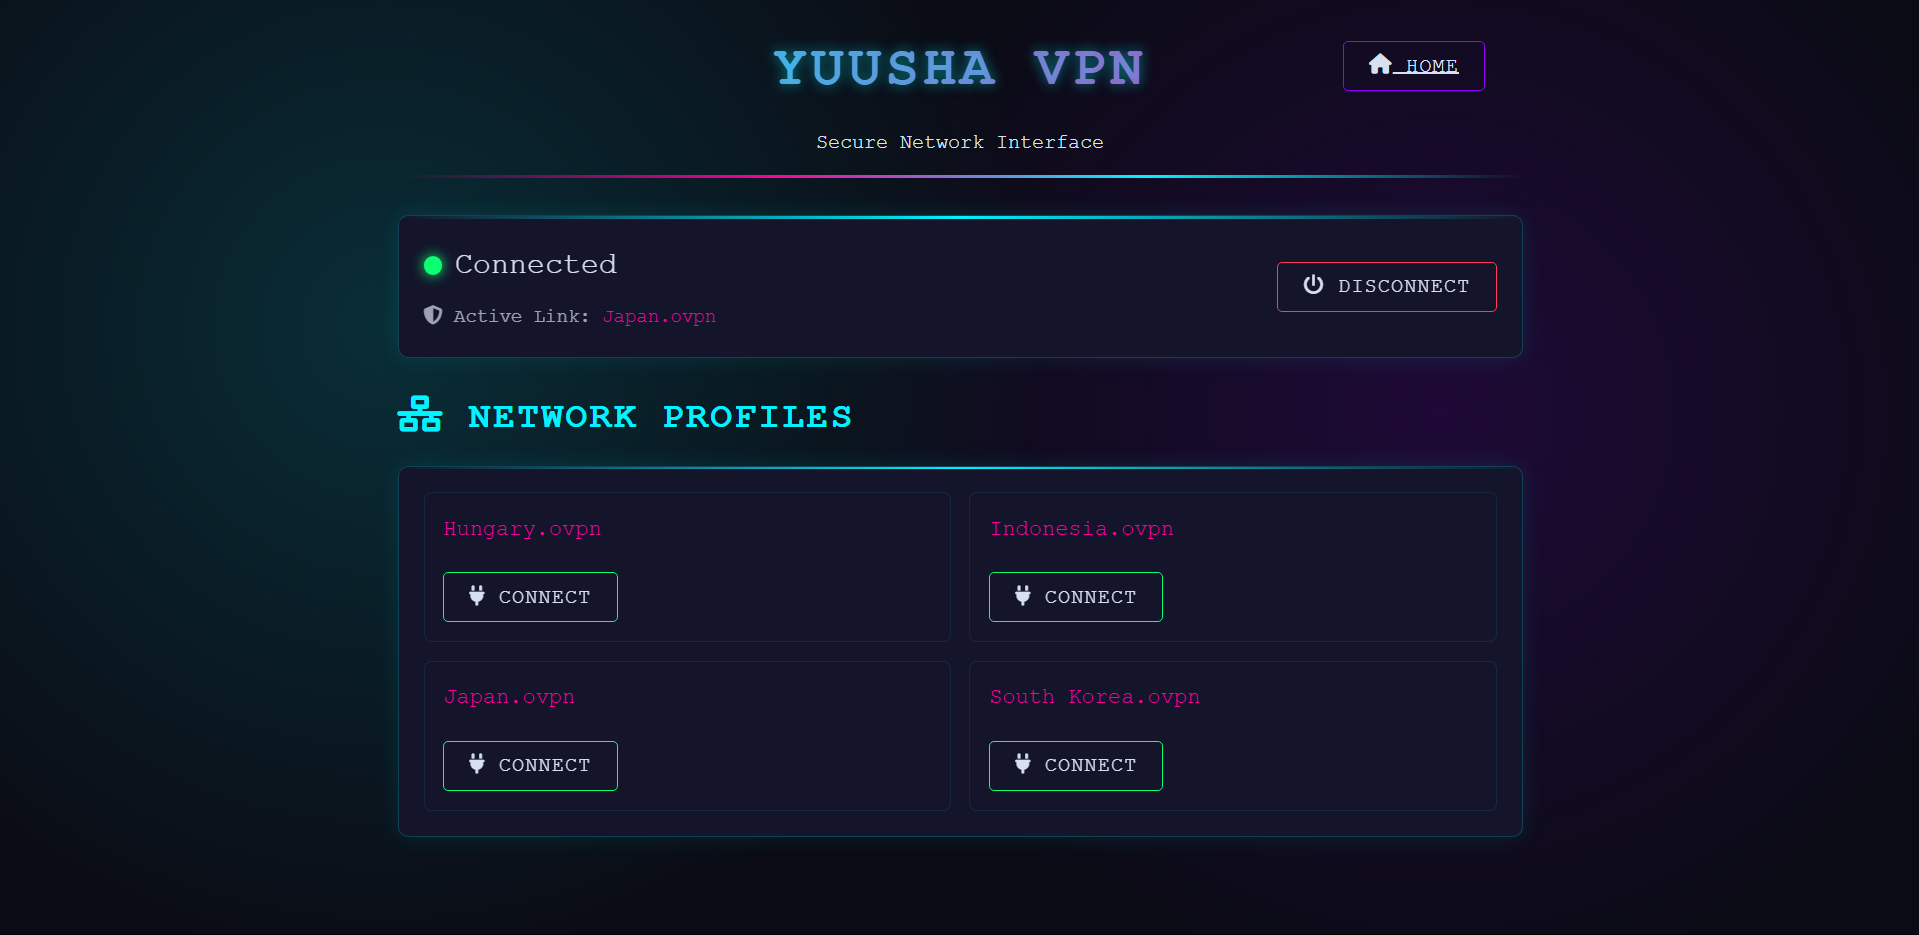 YUUSHA VPN
HOME
Secure Network Interface
Connected
DISCONNECT
Active Link: Japan.ovpn
NETWORK PROFILES
Hungary.ovpn
CONNECT
Indonesia.ovpn
CONNECT
Japan.ovpn
CONNECT
South Korea.ovpn
CONNECT